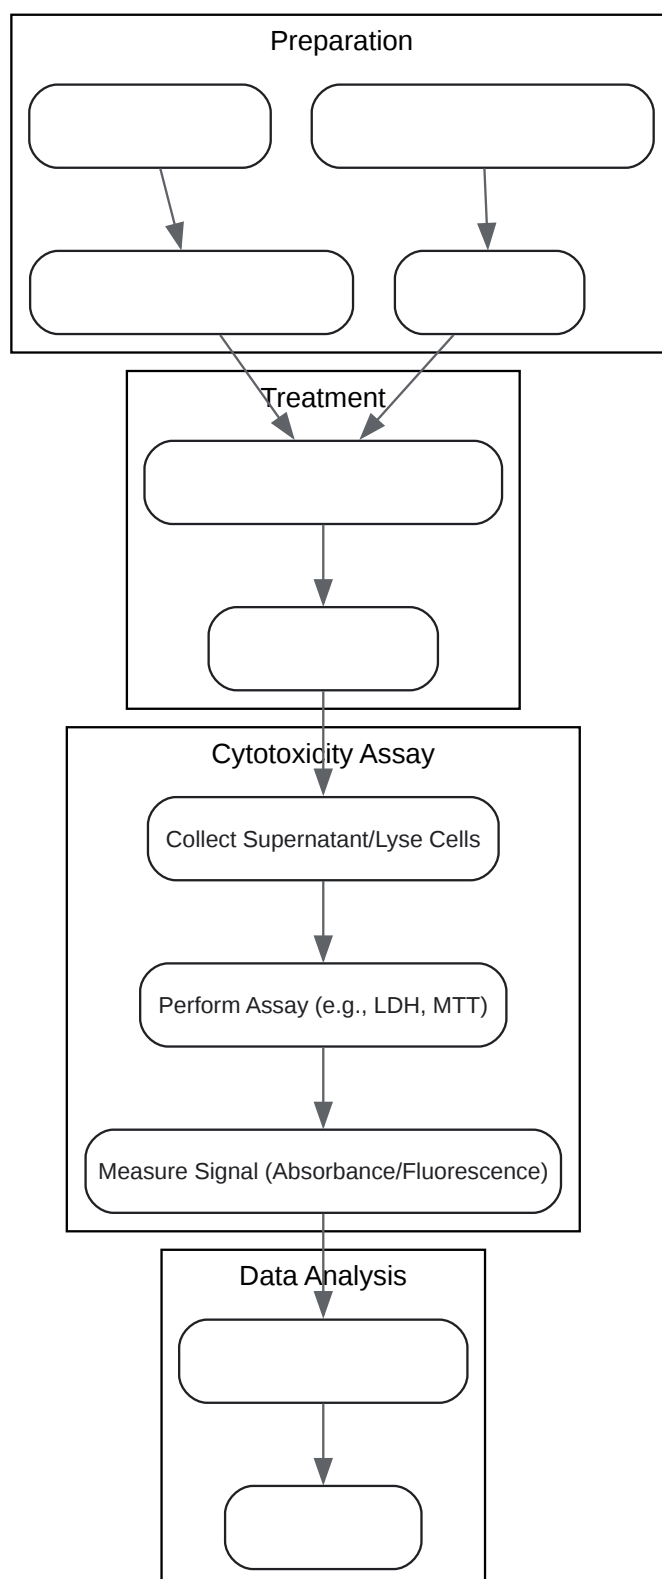 Preparation
Treatment
Cytotoxicity Assay
Collect Supernatant/Lyse Cells
Perform Assay (e.g., LDH, MTT)
Measure Signal (Absorbance/Fluorescence)
Data Analysis